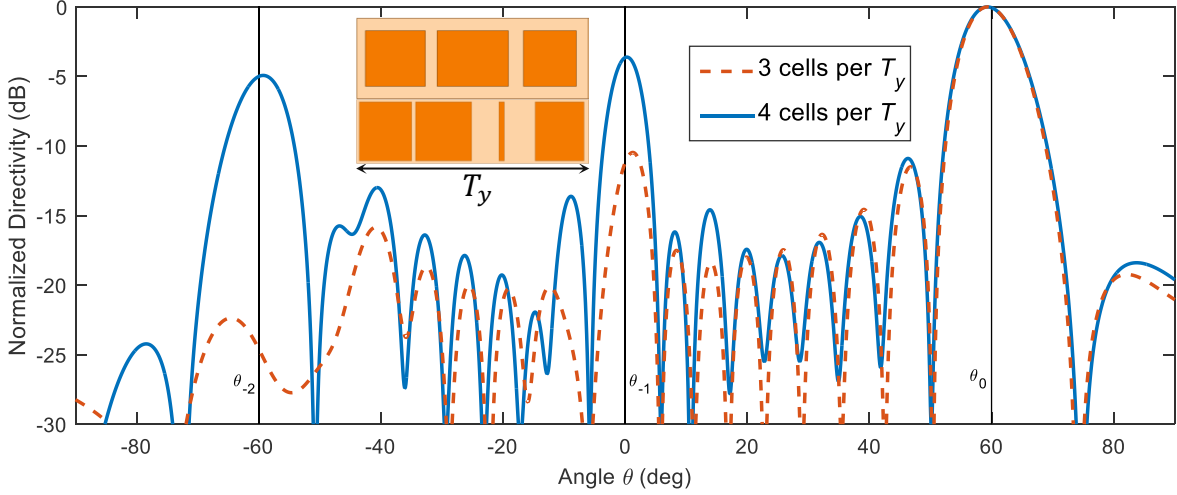 0
-5
-10
-15
-20
-25
-30
Normalized Directivity (dB)
T_y
3 cells per T_y
4 cells per T_y
θ_-2
θ_-1
θ_0
-80 -60 -40 -20 0 20 40 60 80
Angle θ (deg)